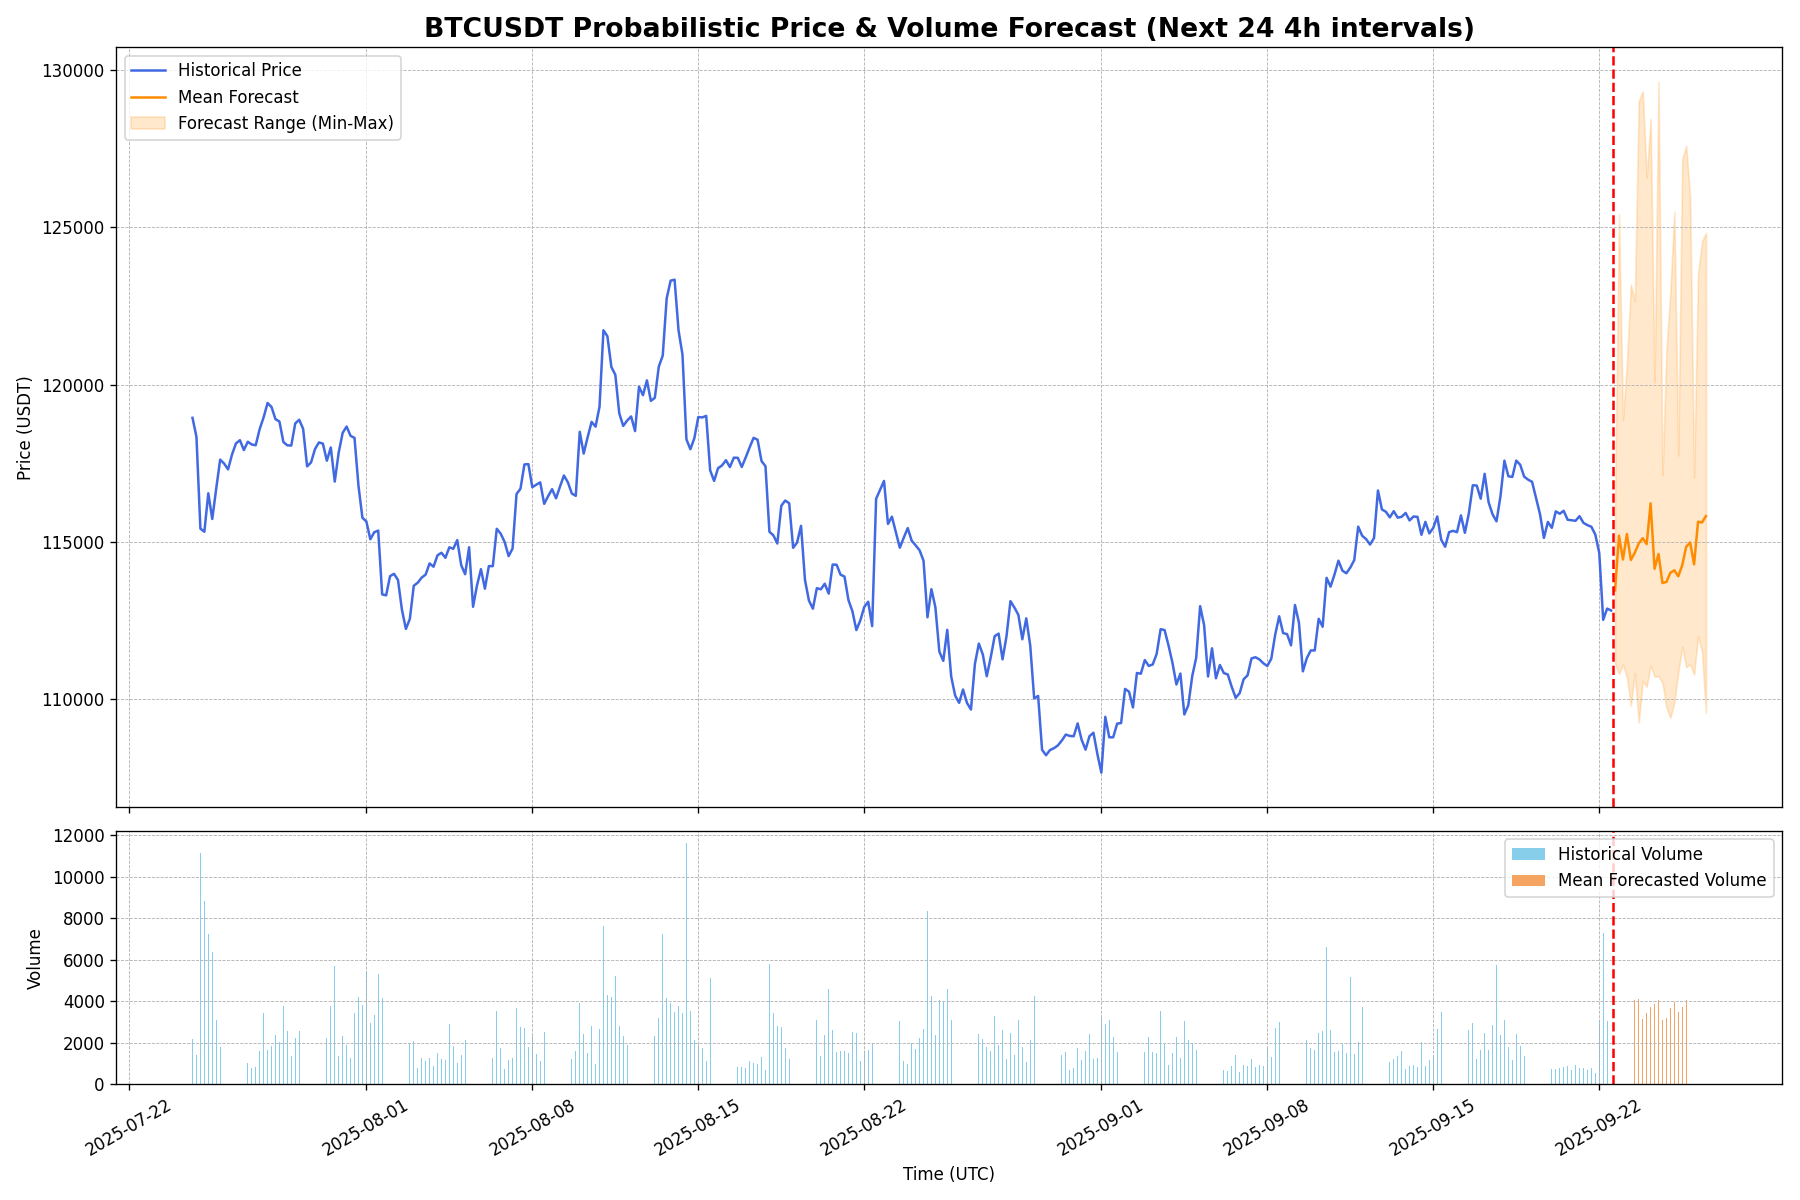 BTCUSDT Probabilistic Price & Volume Forecast (Next 24 4h intervals)
Historical Price
Mean Forecast
Forecast Range (Min-Max)
130000
125000
120000
115000
110000
Price (USDT)
Historical Volume
Mean Forecasted Volume
12000
10000
8000
6000
4000
2000
0
Volume
2025-07-22
2025-08-01
2025-08-08
2025-08-15
2025-08-22
2025-09-01
2025-09-08
2025-09-15
2025-09-22
Time (UTC)